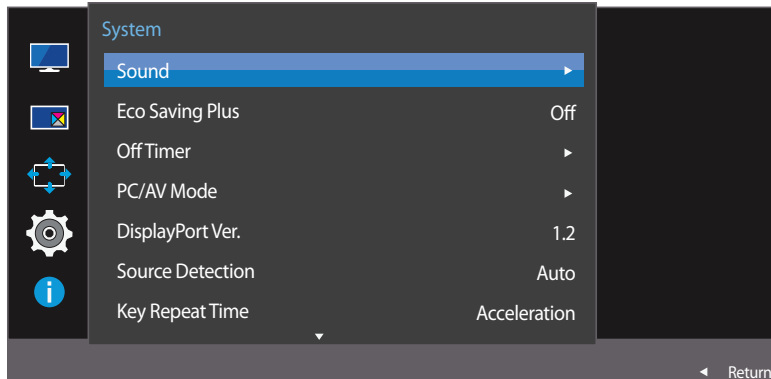 System
Sound
Eco Saving Plus Off
Off Timer
PC/AV Mode
DisplayPort Ver. 1.2
Source Detection Auto
Key Repeat Time Acceleration
Return